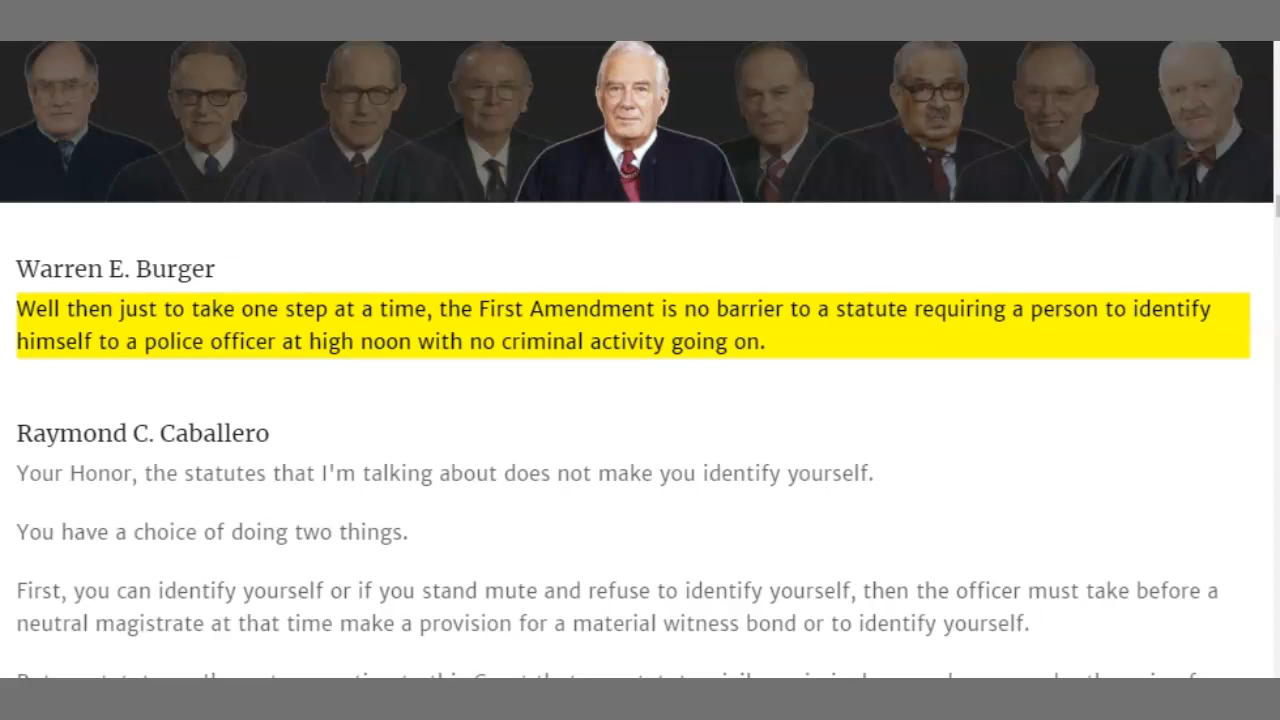 Warren E. Burger
Well then just to take one step at a time, the First Amendment is no barrier to a statute requiring a person to identify
himself to a police officer at high noon with no criminal activity going on.
Raymond C. Caballero
Your Honor, the statutes that I'm talking about does not make you identify yourself.
You have a choice of doing two things.
First, you can identify yourself or if you stand mute and refuse to identify yourself, then the officer must take before a
neutral magistrate at that time make a provision for a material witness bond or to identify yourself.